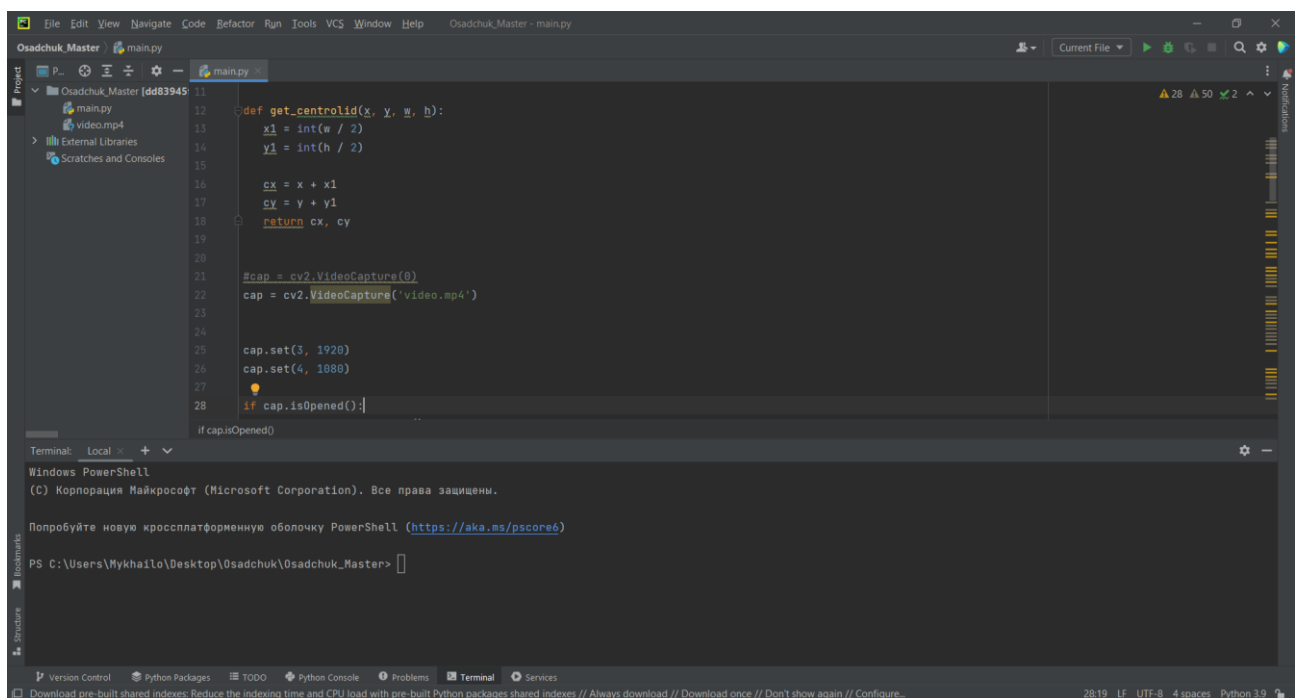 File Edit View Navigate Code Refactor Run Tools VCS Window Help Osadchuk_Master - main.py
Osadchuk_Master main.py
Current File
P...
main.py
Project
Osadchuk_Master [dd83945
main.py
video.mp4
External Libraries
Scratches and Consoles
28 50 2
Notifications
11
12 def get_centrolid(x, y, w, h):
13 x1 = int(w / 2)
14 y1 = int(h / 2)
15
16 cx = x + x1
17 cy = y + y1
18 return cx, cy
19
20
21 #cap = cv2.VideoCapture(0)
22 cap = cv2.VideoCapture('video.mp4')
23
24
25 cap.set(3, 1920)
26 cap.set(4, 1080)
27
28 if cap.isOpened():
if cap.isOpened()
Terminal: Local
Windows PowerShell
(C) Корпорация Майкрософт (Microsoft Corporation). Все права защищены.
Попробуйте новую кроссплатформенную оболочку PowerShell (https://aka.ms/pscore6)
PS C:\Users\Mykhailo\Desktop\Osadchuk\Osadchuk_Master>
Bookmarks
Structure
Version Control Python Packages TODO Python Console Problems Terminal Services
Download pre-built shared indexes: Reduce the indexing time and CPU load with pre-built Python packages shared indexes // Always download // Download once // Don't show again // Configure...
28:19 LF UTF-8 4 spaces Python 3.9